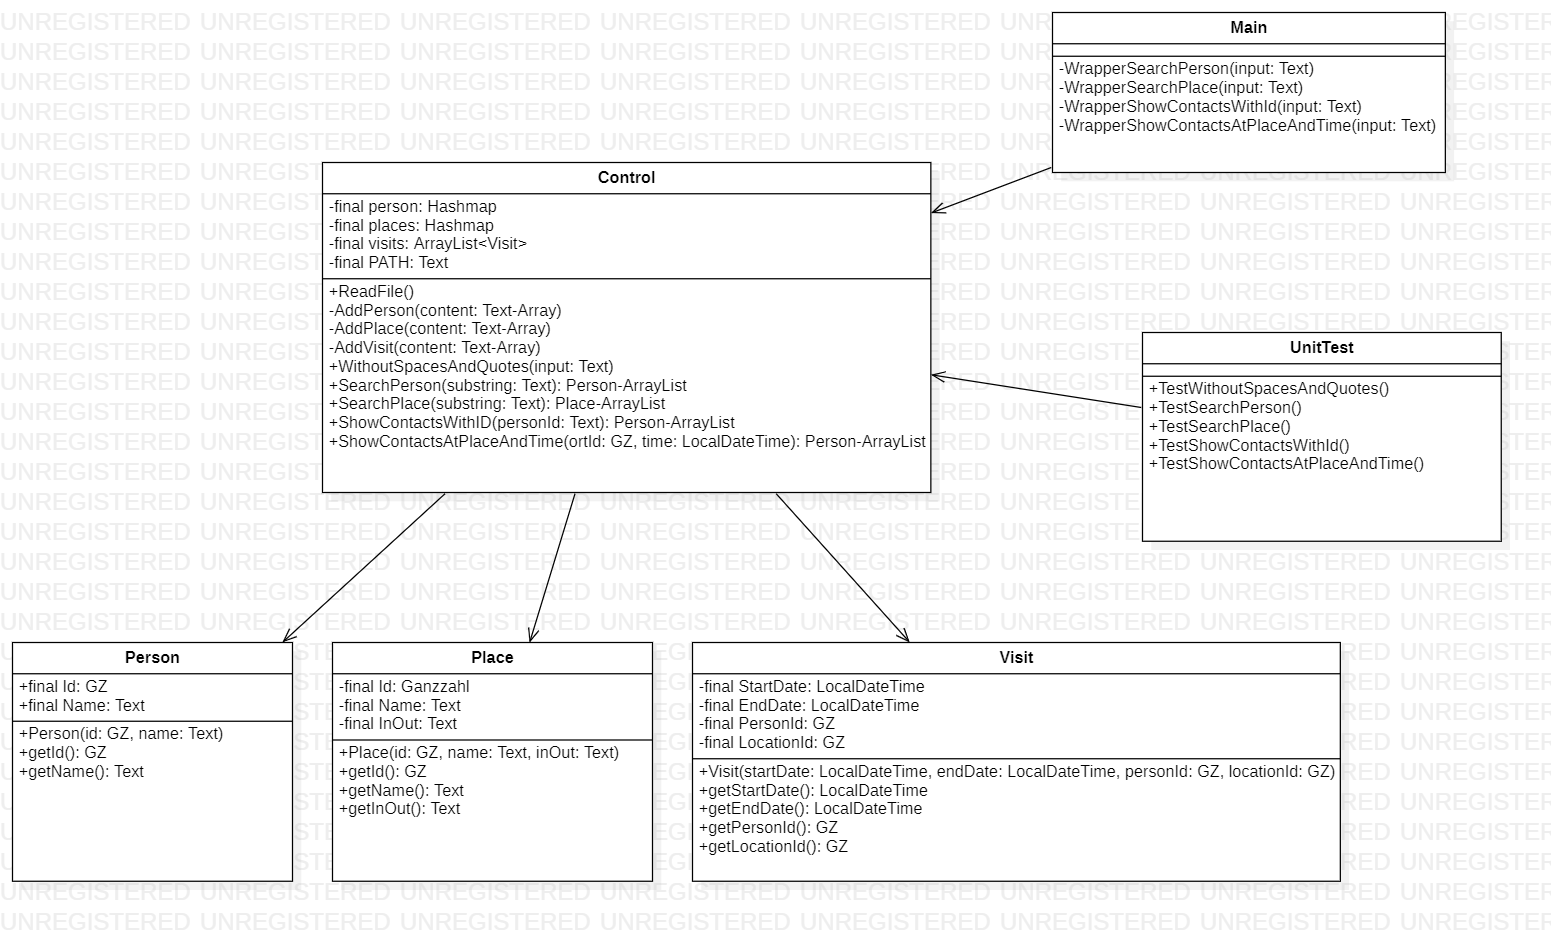 Main
-WrapperSearchPerson(input: Text)
-WrapperSearchPlace(input: Text)
-WrapperShowContactsWithId(input: Text)
-WrapperShowContactsAtPlaceAndTime(input: Text)
Control
-final person: Hashmap
-final places: Hashmap
-final visits: ArrayList<Visit>
-final PATH: Text
+ReadFile()
-AddPerson(content: Text-Array)
-AddPlace(content: Text-Array)
-AddVisit(content: Text-Array)
+WithoutSpacesAndQuotes(input: Text)
+SearchPerson(substring: Text): Person-ArrayList
+SearchPlace(substring: Text): Place-ArrayList
+ShowContactsWithID(personId: Text): Person-ArrayList
+ShowContactsAtPlaceAndTime(ortId: GZ, time: LocalDateTime): Person-ArrayList
UnitTest
+TestWithoutSpacesAndQuotes()
+TestSearchPerson()
+TestSearchPlace()
+TestShowContactsWithId()
+TestShowContactsAtPlaceAndTime()
Person
+final Id: GZ
+final Name: Text
+Person(id: GZ, name: Text)
+getId(): GZ
+getName(): Text
Place
-final Id: Ganzzahl
-final Name: Text
-final InOut: Text
+Place(id: GZ, name: Text, inOut: Text)
+getId(): GZ
+getName(): Text
+getInOut(): Text
Visit
-final StartDate: LocalDateTime
-final EndDate: LocalDateTime
-final PersonId: GZ
-final LocationId: GZ
+Visit(startDate: LocalDateTime, endDate: LocalDateTime, personId: GZ, locationId: GZ)
+getStartDate(): LocalDateTime
+getEndDate(): LocalDateTime
+getPersonId(): GZ
+getLocationId(): GZ
UNREGISTERED